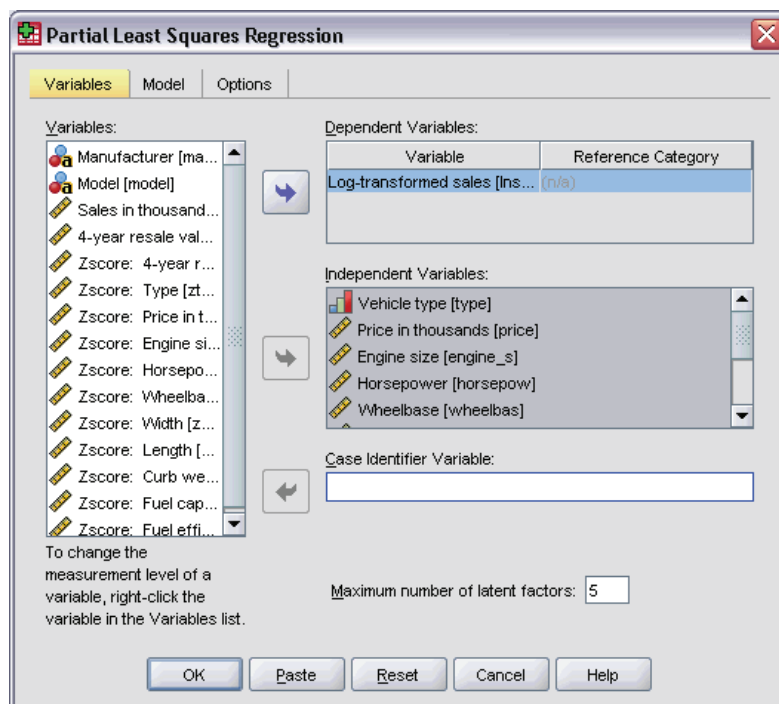 Partial Least Squares Regression
Variables Model Options
Variables:
Manufacturer [ma...
Model [model]
Sales in thousand...
4-year resale val...
Zscore: 4-year r...
Zscore: Type [zt...
Zscore: Price in t...
Zscore: Engine si...
Zscore: Horsepo...
Zscore: Wheelba...
Zscore: Width [z...
Zscore: Length [...
Zscore: Curb we...
Zscore: Fuel cap...
Zscore: Fuel effi...
To change the
measurement level of a
variable, right-click the
variable in the Variables list.
Dependent Variables:
Variable Reference Category
Log-transformed sales [lns... (n/a)
Independent Variables:
Vehicle type [type]
Price in thousands [price]
Engine size [engine_s]
Horsepower [horsepow]
Wheelbase [wheelbas]
Case Identifier Variable:
Maximum number of latent factors: 5
OK Paste Reset Cancel Help